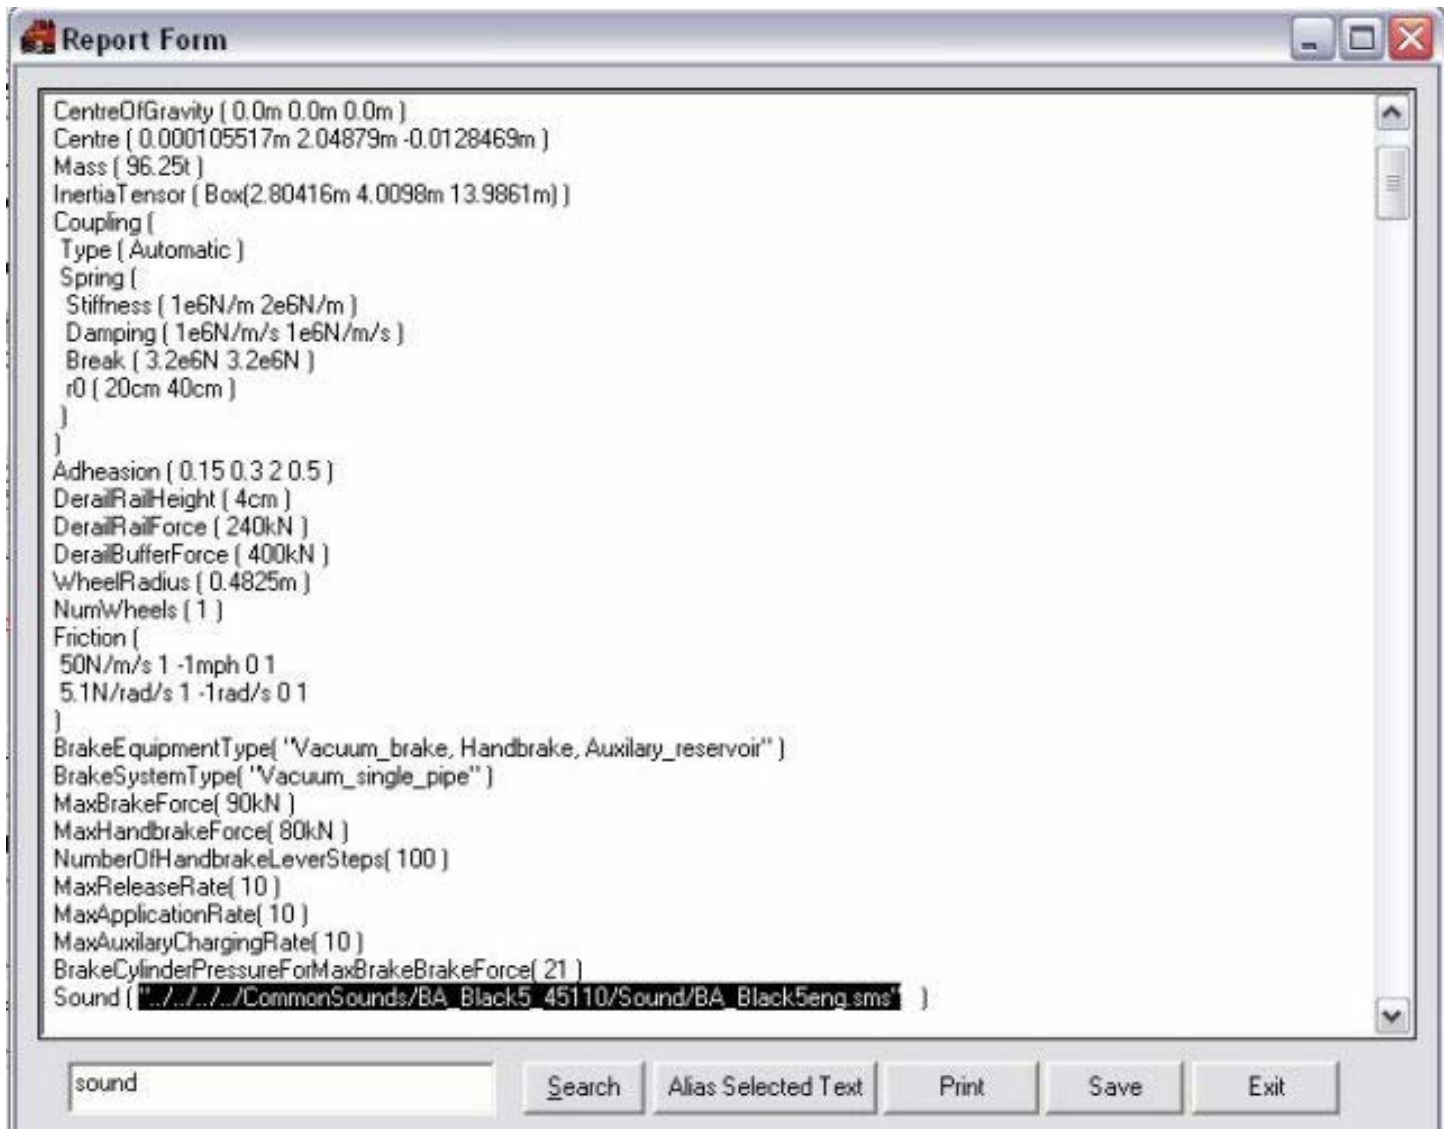 Report Form
CentreOfGravity ( 0.0m 0.0m 0.0m )
Centre ( 0.000105517m 2.04879m -0.0128469m )
Mass ( 96.25t )
InertiaTensor ( Box(2.80416m 4.0098m 13.9861m) )
Coupling (
Type ( Automatic )
Spring (
Stiffness ( 1e6N/m 2e6N/m )
Damping ( 1e6N/m/s 1e6N/m/s )
Break ( 3.2e6N 3.2e6N )
r0 ( 20cm 40cm )
)
)
Adheasion ( 0.15 0.3 2 0.5 )
DerailRailHeight ( 4cm )
DerailRailForce ( 240kN )
DerailBufferForce ( 400kN )
WheelRadius ( 0.4825m )
NumWheels ( 1 )
Friction (
50N/m/s 1 -1mph 0 1
5.1N/rad/s 1 -1rad/s 0 1
)
BrakeEquipmentType( "Vacuum_brake, Handbrake, Auxilary_reservoir" )
BrakeSystemType( "Vacuum_single_pipe" )
MaxBrakeForce( 90kN )
MaxHandbrakeForce( 80kN )
NumberOfHandbrakeLeverSteps( 100 )
MaxReleaseRate( 10 )
MaxApplicationRate( 10 )
MaxAuxilaryChargingRate( 10 )
BrakeCylinderPressureForMaxBrakeBrakeForce( 21 )
Sound ( "../../../../CommonSounds/BA_Black5_45110/Sound/BA_Black5eng.sms" )
sound Search Alias Selected Text Print Save Exit